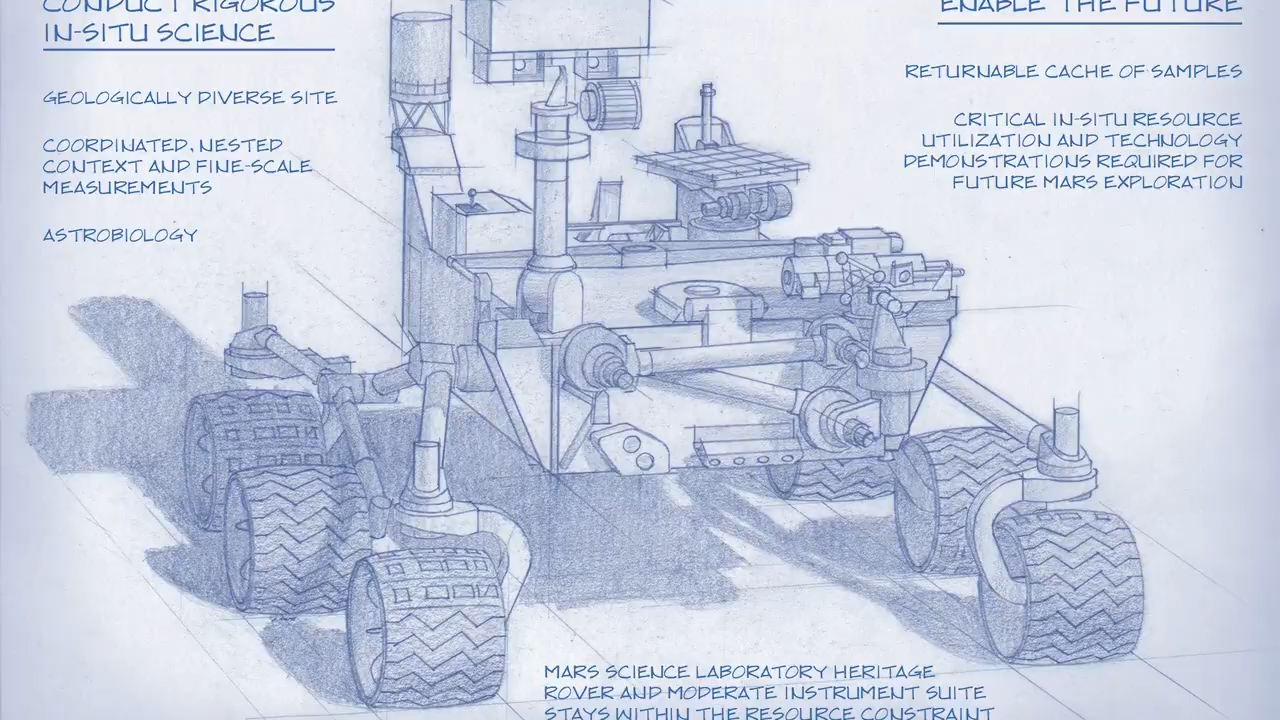 CONDUCT RIGOROUS
IN-SITU SCIENCE
GEOLOGICALLY DIVERSE SITE
COORDINATED, NESTED
CONTEXT AND FINE-SCALE
MEASUREMENTS
ASTROBIOLOGY
ENABLE THE FUTURE
RETURNABLE CACHE OF SAMPLES
CRITICAL IN-SITU RESOURCE
UTILIZATION AND TECHNOLOGY
DEMONSTRATIONS REQUIRED FOR
FUTURE MARS EXPLORATION
MARS SCIENCE LABORATORY HERITAGE
ROVER AND MODERATE INSTRUMENT SUITE
STAYS WITHIN THE RESOURCE CONSTRAINT